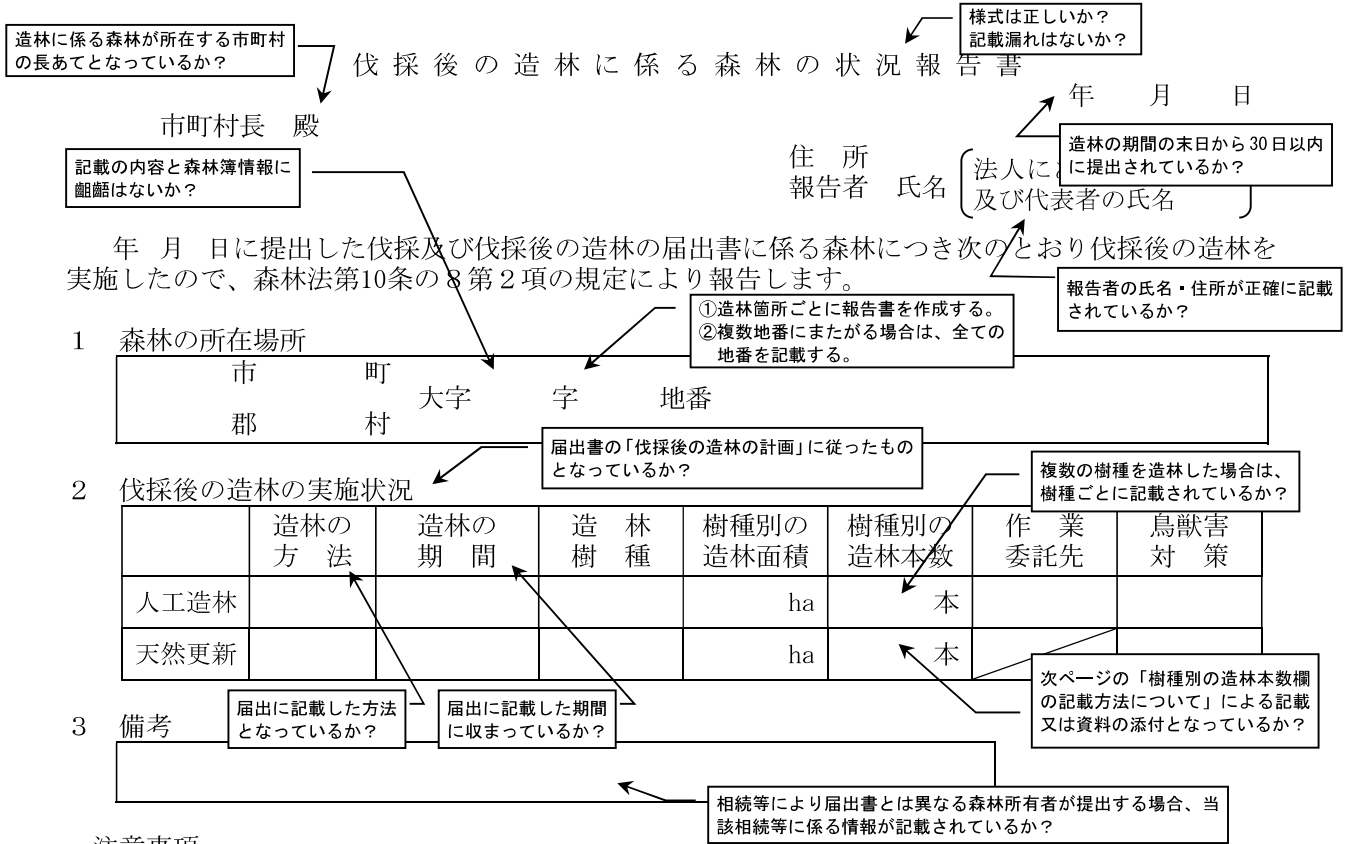 様式は正しいか？
記載漏れはないか？
造林に係る森林が所在する市町村
の長あてとなっているか？
伐採後の造林に係る森林の状況報告書
年　月　日
市町村長　殿
造林の期間の末日から30日以内
に提出されているか？
記載の内容と森林簿情報に
齟齬はないか？
住　所
報告者　氏名
法人に
及び代表者の氏名
年　月　日に提出した伐採及び伐採後の造林の届出書に係る森林につき次のとおり伐採後の造林を
実施したので、森林法第10条の８第２項の規定により報告します。
報告者の氏名・住所が正確に記載
されているか？
①造林箇所ごとに報告書を作成する。
②複数地番にまたがる場合は、全ての
地番を記載する。
１　森林の所在場所
市　町
大字　字　地番
郡　村
届出書の「伐採後の造林の計画」に従ったもの
となっているか？
複数の樹種を造林した場合は、
樹種ごとに記載されているか？
２　伐採後の造林の実施状況
造林の　造林の　造　林　樹種別の　樹種別の　作　業　鳥獣害
方　法　期　間　樹　種　造林面積　造林本数　委託先　対　策
人工造林　ha　本
天然更新　ha　本
次ページの「樹種別の造林本数欄
の記載方法について」による記載
又は資料の添付となっているか？
届出に記載した方法
となっているか？
届出に記載した期間
に収まっているか？
３　備考
相続等により届出書とは異なる森林所有者が提出する場合、当
該相続等に係る情報が記載されているか？
注意事項